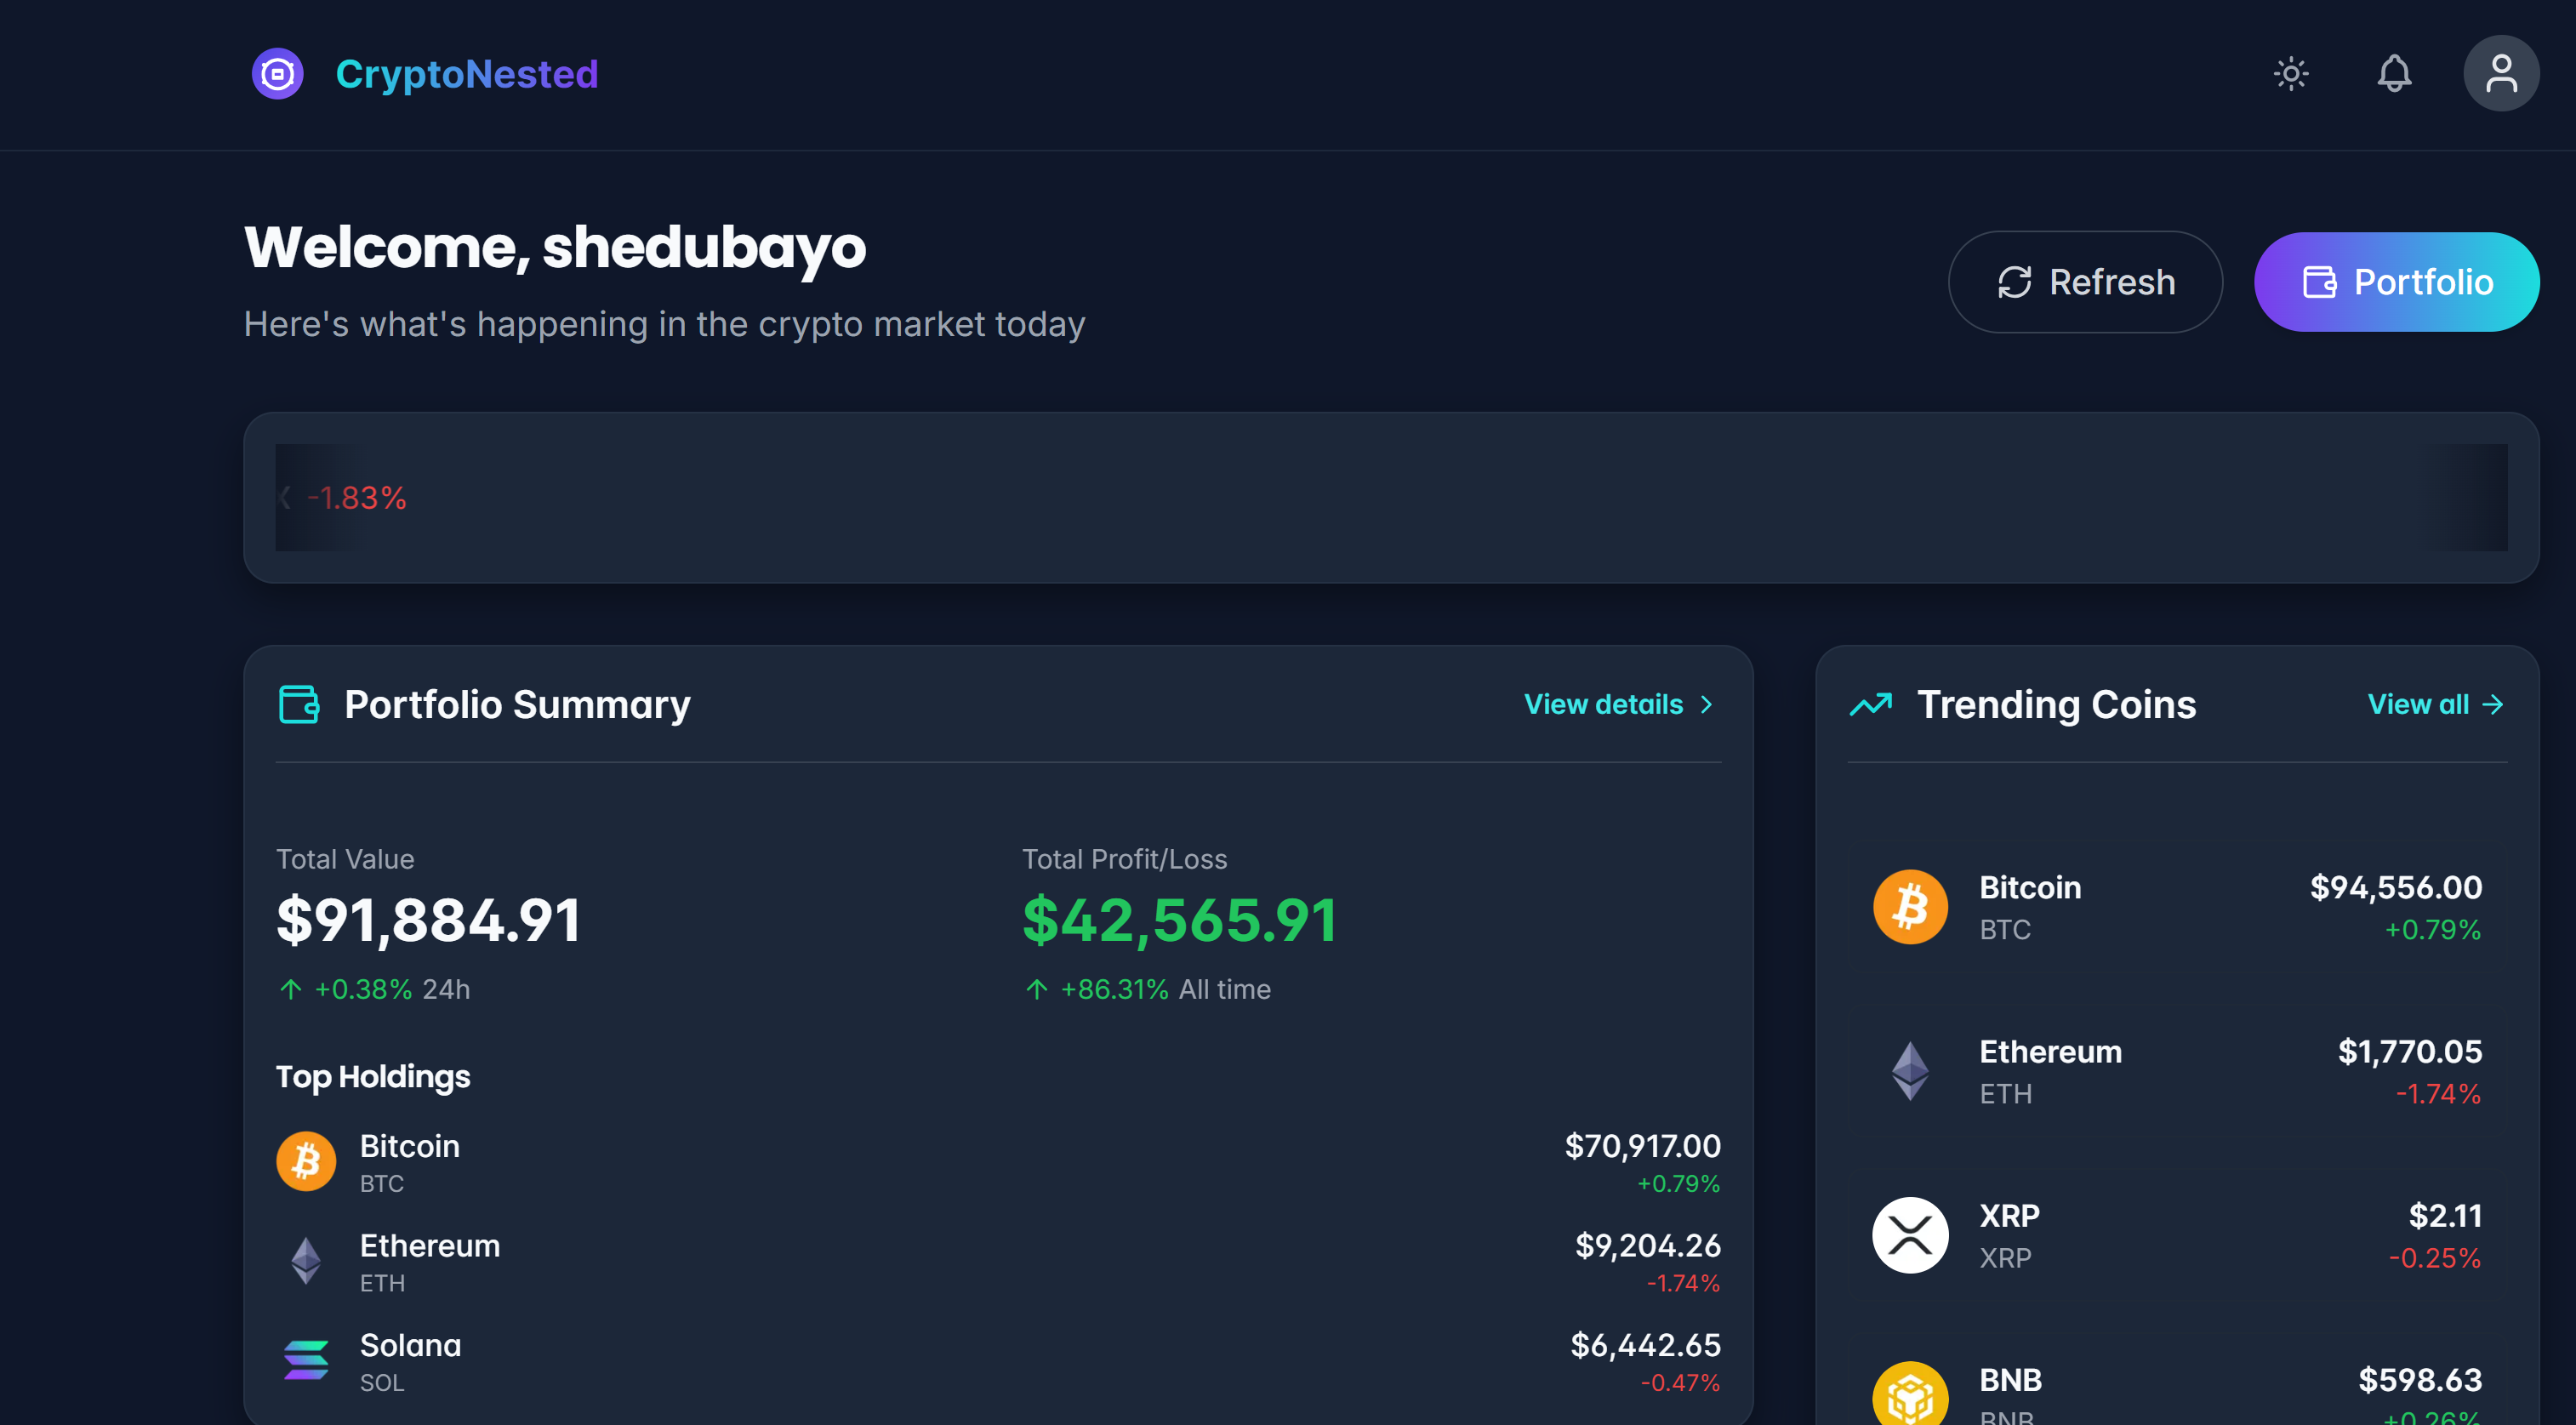 CryptoNested
Welcome, shedubayo
Here's what's happening in the crypto market today
Refresh
Portfolio
-1.83%
Portfolio Summary
View details
Total Value
$91,884.91
+0.38% 24h
Total Profit/Loss
$42,565.91
+86.31% All time
Top Holdings
Bitcoin
$70,917.00
BTC
+0.79%
Ethereum
$9,204.26
ETH
-1.74%
Solana
$6,442.65
SOL
-0.47%
Trending Coins
View all
Bitcoin
$94,556.00
BTC
+0.79%
Ethereum
$1,770.05
ETH
-1.74%
XRP
$2.11
XRP
-0.25%
BNB
$598.63
BNB
+0.26%